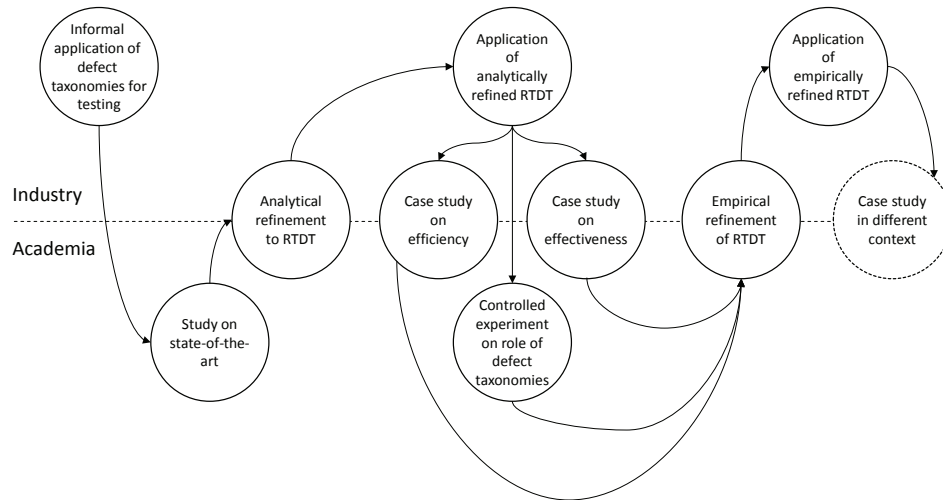 Informal
application of
defect
taxonomies for
testing
Application
of
analytically
refined RTDT
Application
of
empirically
refined RTDT
Industry
Academia
Analytical
refinement
to RTDT
Case study
on
efficiency
Case study
on
effectiveness
Empirical
refinement
of RTDT
Case study
in different
context
Study on
state-of-the-
art
Controlled
experiment
on role of
defect
taxonomies